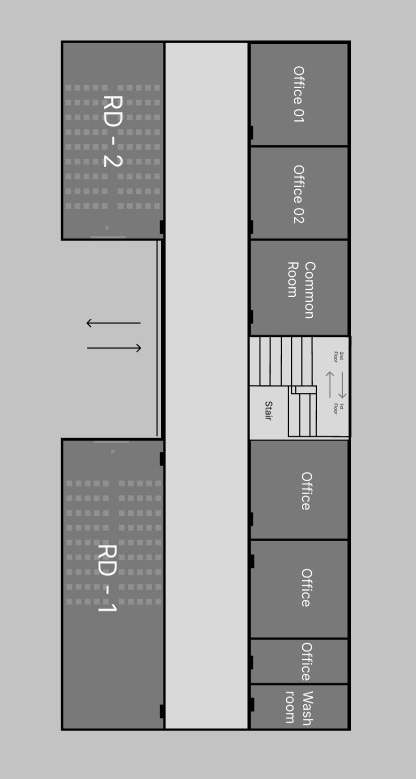 RD - 2
Office 01
Office 02
Common
Room
2nd
Floor
1st
Floor
Stair
Office
RD - 1
Office
Office
Wash
room